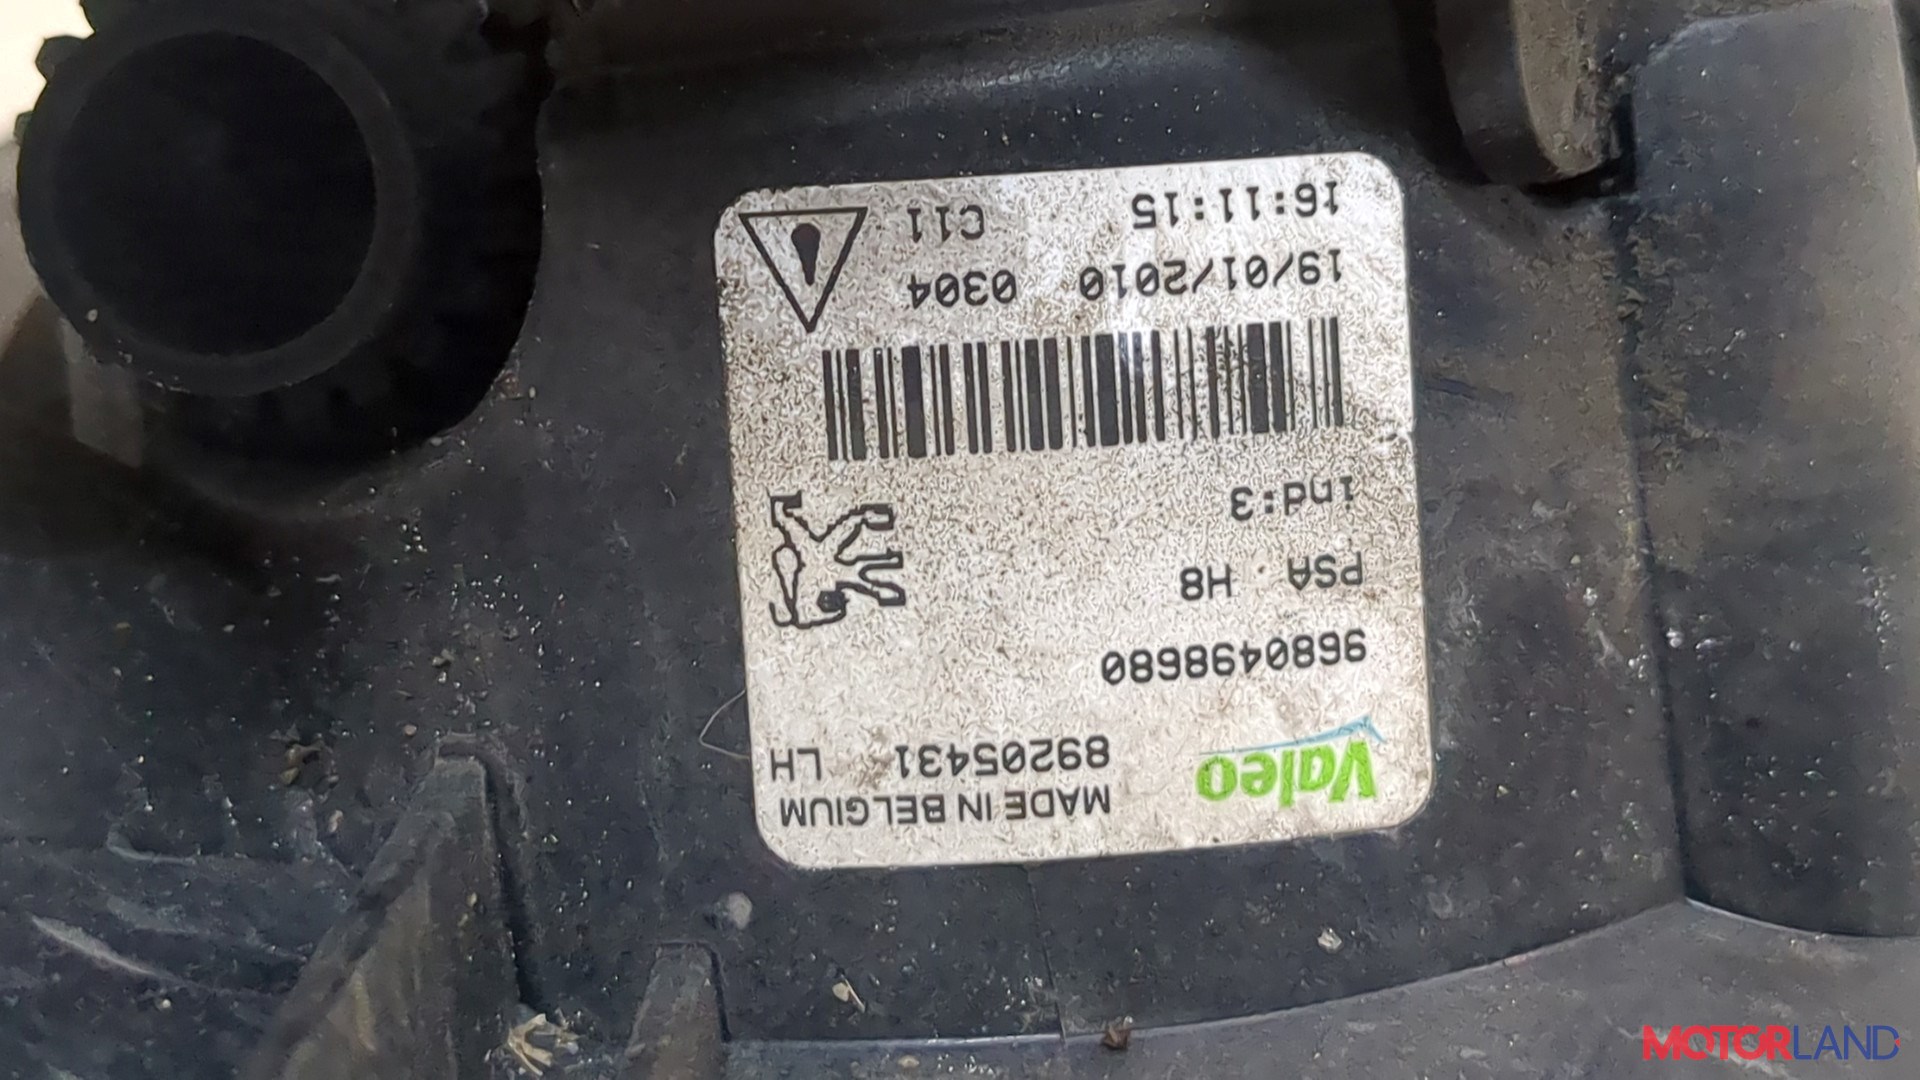 Valeo MADE IN BELGIUM
89205431 LH
9680498680
PSA H8
ind:3
19/01/2010 0304
16:11:15 C11
MOTORLAND